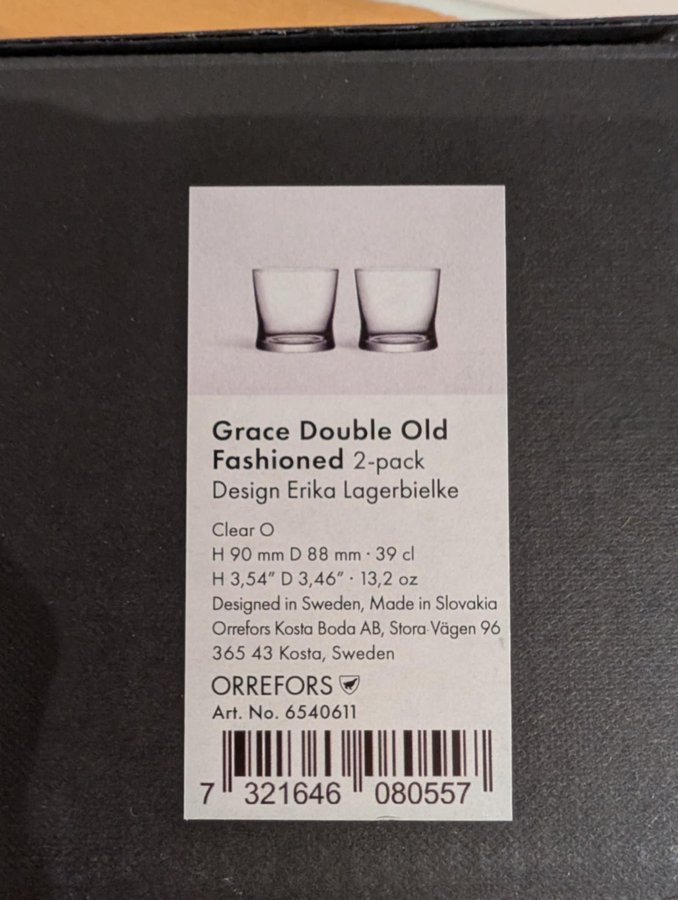 Grace Double Old
Fashioned 2-pack
Design Erika Lagerbielke
Clear O
H 90 mm D 88 mm · 39 cl
H 3,54” D 3,46” · 13,2 oz
Designed in Sweden, Made in Slovakia
Orrefors Kosta Boda AB, Stora Vägen 96
365 43 Kosta, Sweden
ORREFORS
Art. No. 6540611
7 321646 080557